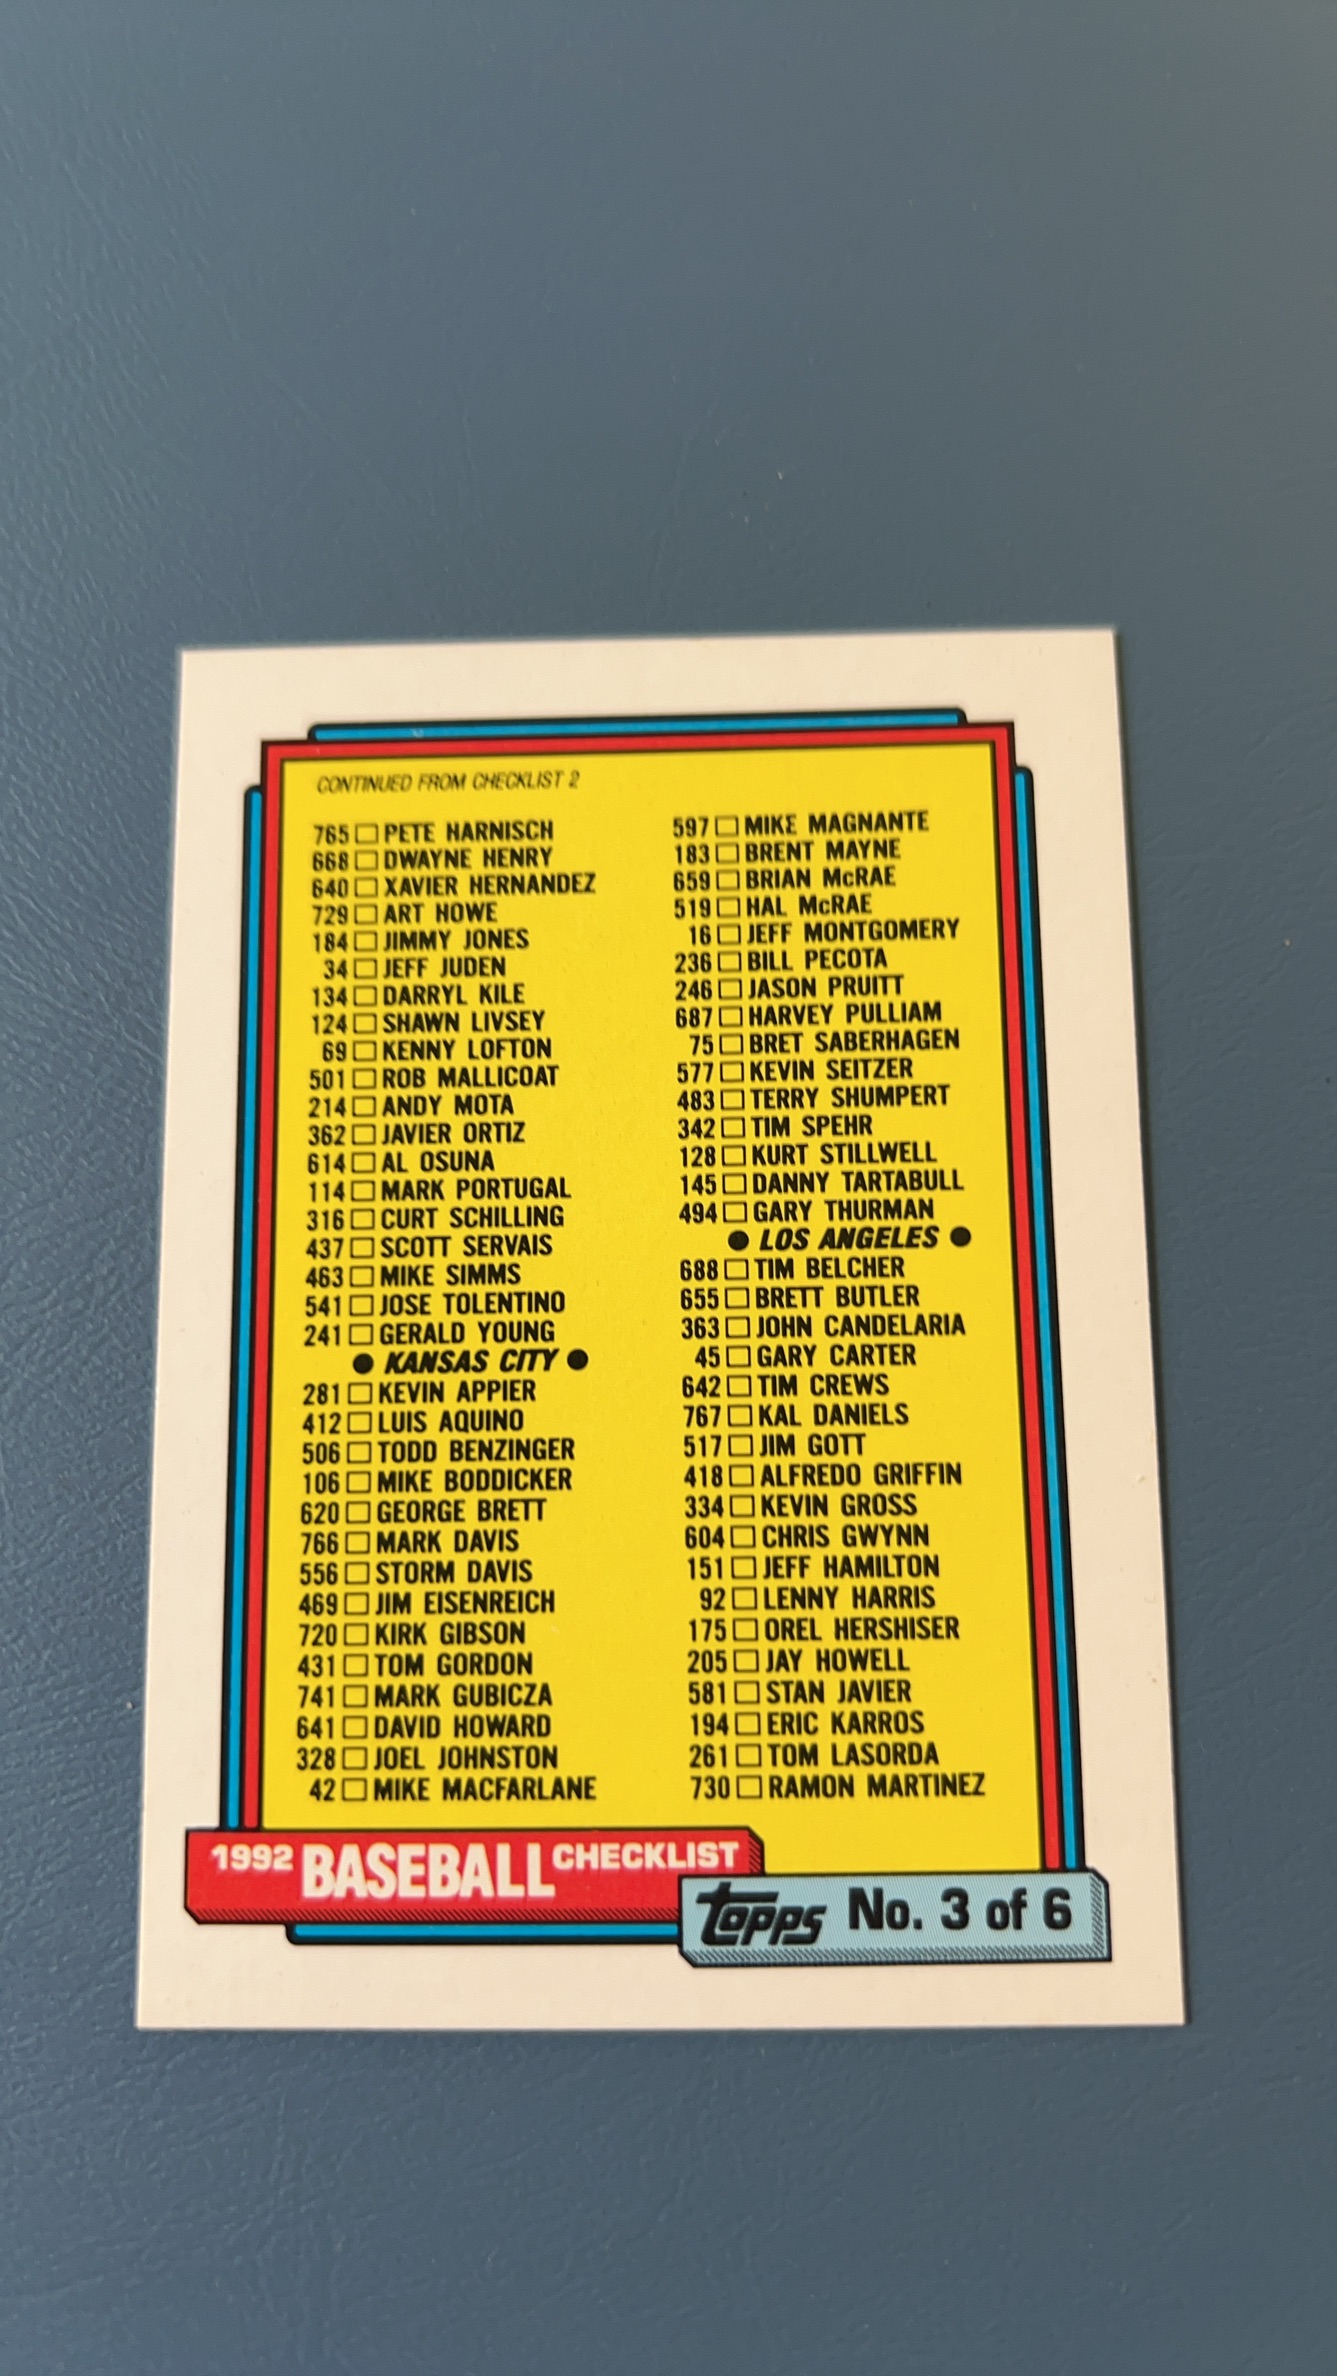 CONTINUED FROM CHECKLIST 2
765 PETE HARNISCH
668 DWAYNE HENRY
640 XAVIER HERNANDEZ
729 ART HOWE
184 JIMMY JONES
34 JEFF JUDEN
134 DARRYL KILE
124 SHAWN LIVSEY
69 KENNY LOFTON
501 ROB MALLICOAT
214 ANDY MOTA
362 JAVIER ORTIZ
614 AL OSUNA
114 MARK PORTUGAL
316 CURT SCHILLING
437 SCOTT SERVAIS
463 MIKE SIMMS
541 JOSE TOLENTINO
241 GERALD YOUNG
● KANSAS CITY ●
281 KEVIN APPIER
412 LUIS AQUINO
506 TODD BENZINGER
106 MIKE BODDICKER
620 GEORGE BRETT
766 MARK DAVIS
556 STORM DAVIS
469 JIM EISENREICH
720 KIRK GIBSON
431 TOM GORDON
741 MARK GUBICZA
641 DAVID HOWARD
328 JOEL JOHNSTON
42 MIKE MACFARLANE
597 MIKE MAGNANTE
183 BRENT MAYNE
659 BRIAN McRAE
519 HAL McRAE
16 JEFF MONTGOMERY
236 BILL PECOTA
246 JASON PRUITT
687 HARVEY PULLIAM
75 BRET SABERHAGEN
577 KEVIN SEITZER
483 TERRY SHUMPERT
342 TIM SPEHR
128 KURT STILLWELL
145 DANNY TARTABULL
494 GARY THURMAN
● LOS ANGELES ●
688 TIM BELCHER
655 BRETT BUTLER
363 JOHN CANDELARIA
45 GARY CARTER
642 TIM CREWS
767 KAL DANIELS
517 JIM GOTT
418 ALFREDO GRIFFIN
334 KEVIN GROSS
604 CHRIS GWYNN
151 JEFF HAMILTON
92 LENNY HARRIS
175 OREL HERSHISER
205 JAY HOWELL
581 STAN JAVIER
194 ERIC KARROS
261 TOM LASORDA
730 RAMON MARTINEZ
1992 BASEBALL CHECKLIST
topps No. 3 of 6